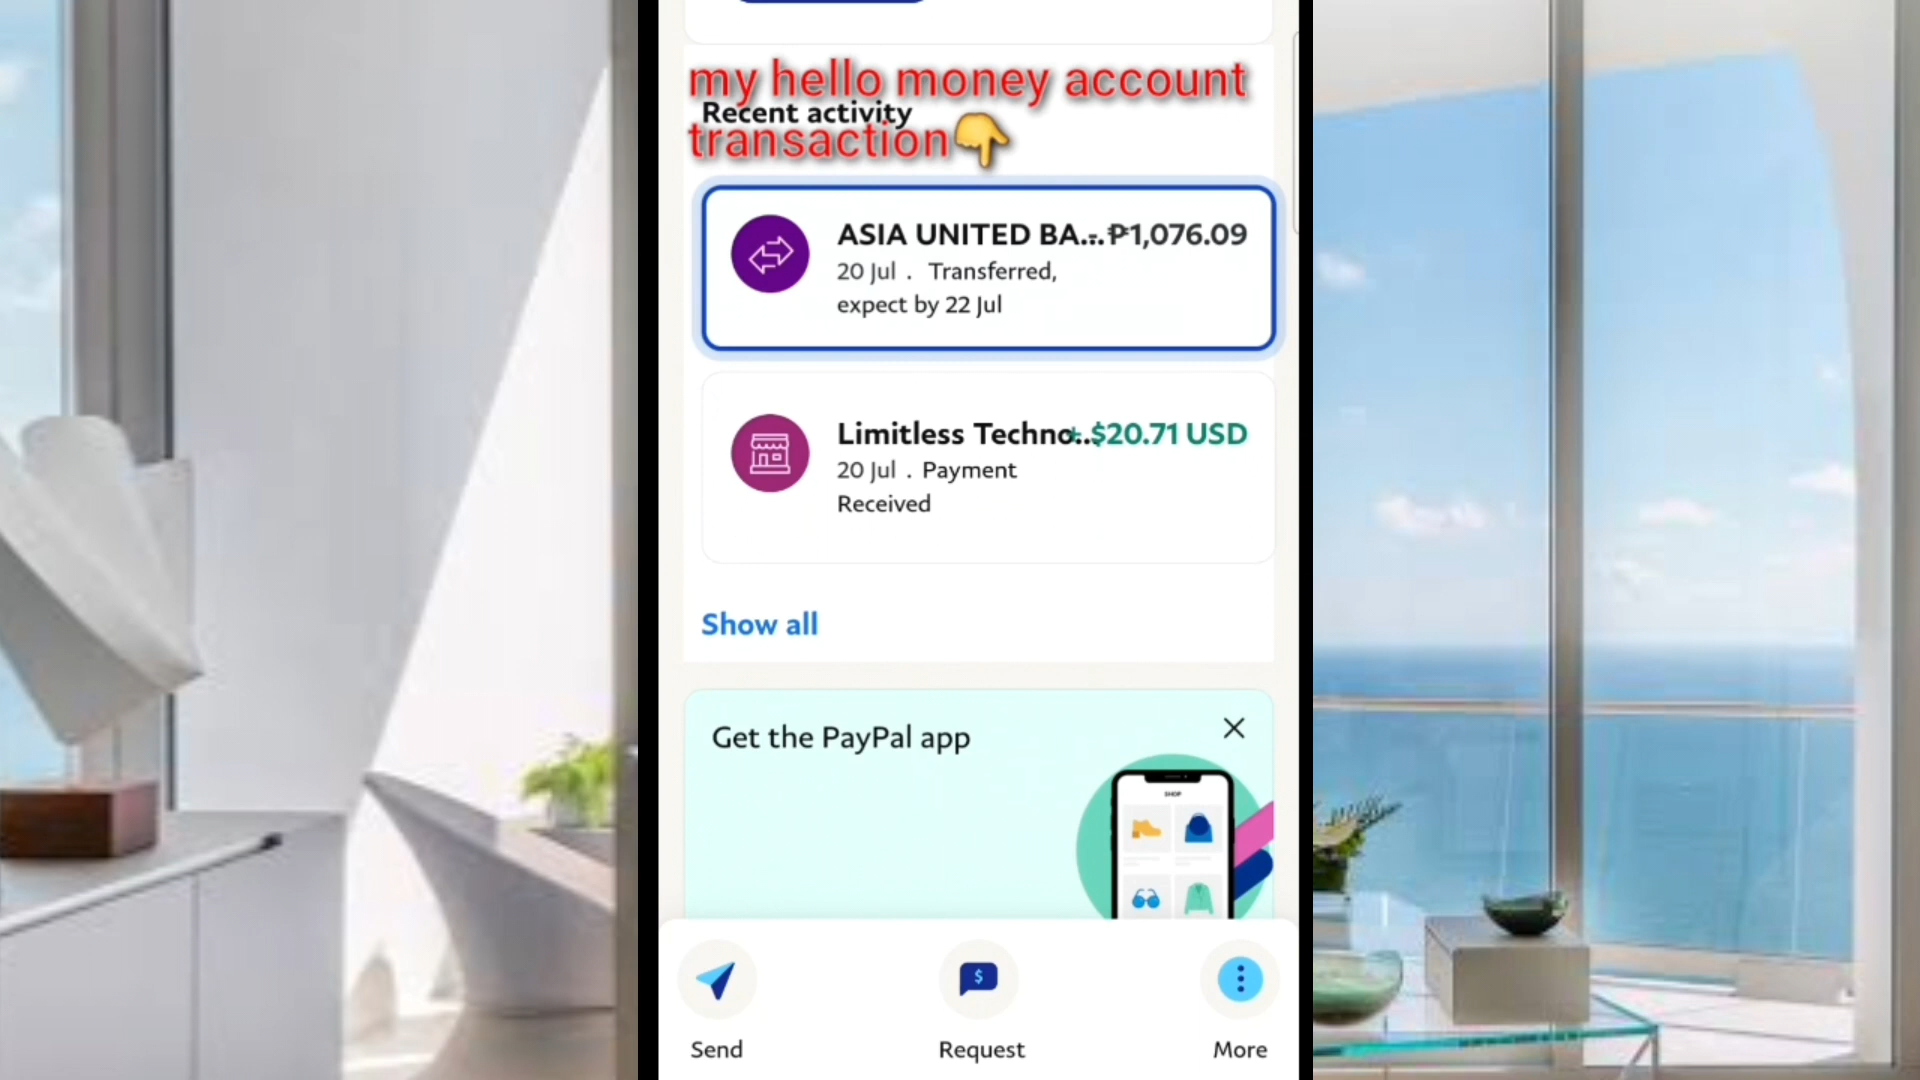 my hello money account
Recent activity
transaction👇
ASIA UNITED BA... - ₱1,076.09
20 Jul . Transferred,
expect by 22 Jul
Limitless Techno... + $20.71 USD
20 Jul . Payment
Received
Show all
Get the PayPal app
SHOP
$
Send
Request
More